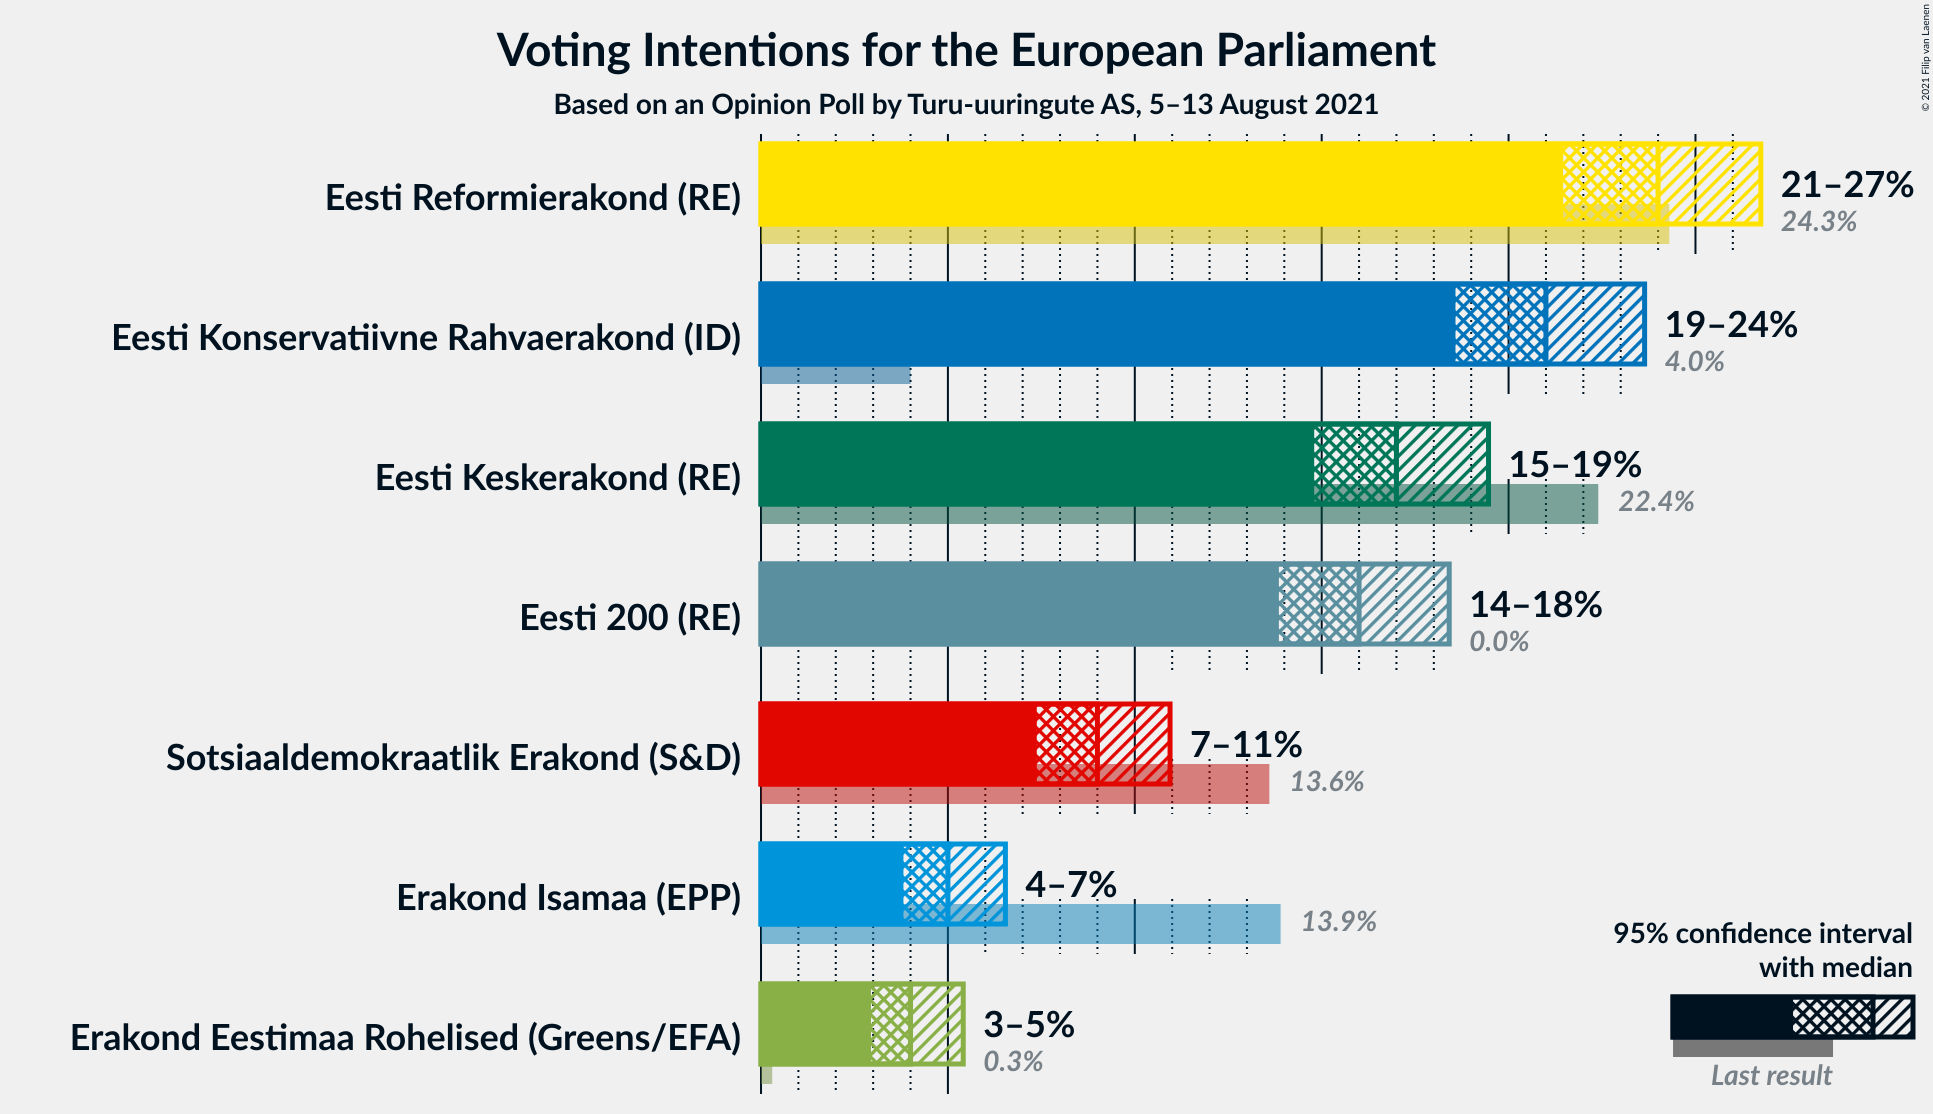 Voting Intentions for the European Parliament
Based on an Opinion Poll by Turu-uuringute AS, 5–13 August 2021
© 2021 Filip van Laenen
Eesti Reformierakond (RE)
21–27%
24.3%
Eesti Konservatiivne Rahvaerakond (ID)
19–24%
4.0%
Eesti Keskerakond (RE)
15–19%
22.4%
Eesti 200 (RE)
14–18%
0.0%
Sotsiaaldemokraatlik Erakond (S&D)
7–11%
13.6%
Erakond Isamaa (EPP)
4–7%
13.9%
Erakond Eestimaa Rohelised (Greens/EFA)
3–5%
0.3%
95% confidence interval
with median
Last result